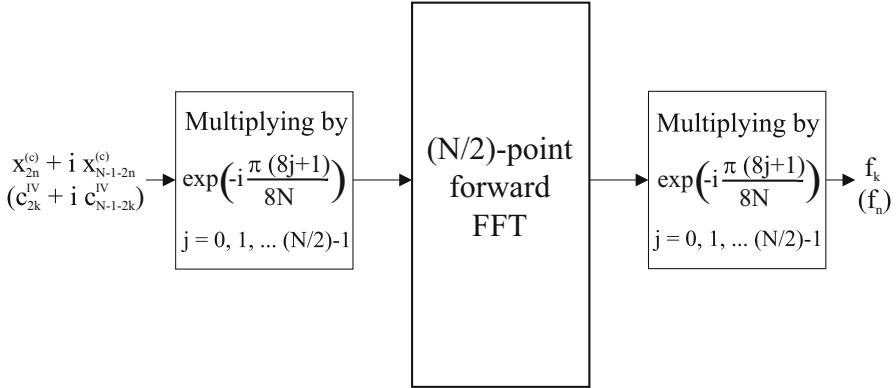 x_{2n}^{(c)} + i x_{N-1-2n}^{(c)}
(c_{2k}^{IV} + i c_{N-1-2k}^{IV})
Multiplying by
exp(-i π (8j+1) / 8N)
j = 0, 1, ... (N/2)-1
(N/2)-point
forward
FFT
Multiplying by
exp(-i π (8j+1) / 8N)
j = 0, 1, ... (N/2)-1
f_k
(f_n)